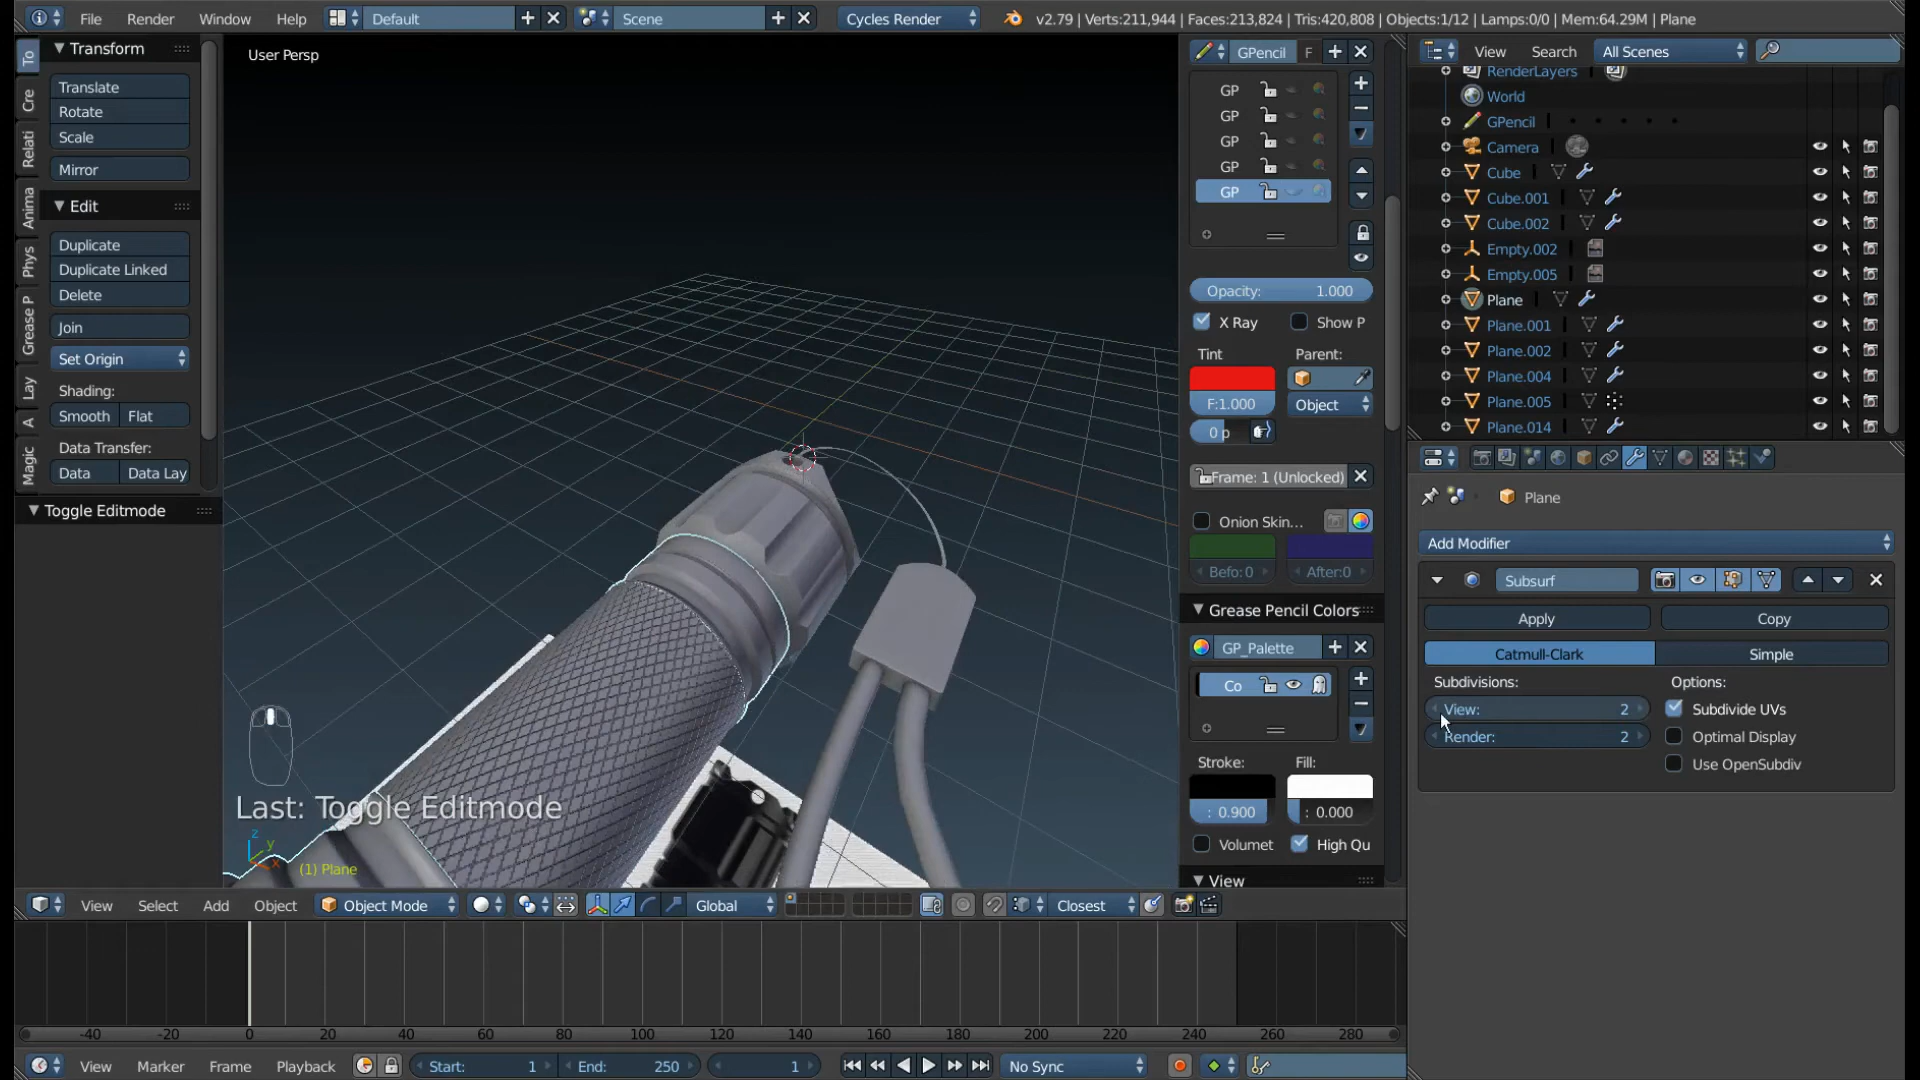 File Render Window Help Default Scene Cycles Render v2.79 | Verts:211,944 | Faces:213,824 | Tris:420,808 | Objects:1/12 | Lamps:0/0 | Mem:64.29M | Plane
To
Cre
Relati
Anima
Phys
Grease P
Lay
A
Magic
Transform
Translate
Rotate
Scale
Mirror
Edit
Duplicate
Duplicate Linked
Delete
Join
Set Origin
Shading:
Smooth Flat
Data Transfer:
Data Data Lay
Toggle Editmode
User Persp
Last: Toggle Editmode
z
y
x
(1) Plane
GPencil F
GP
GP
GP
GP
GP
Opacity: 1.000
X Ray Show P
Tint Parent:
F:1.000 Object
0 p
Frame: 1 (Unlocked)
Onion Skin...
Befo: 0 After:0
Grease Pencil Colors
GP_Palette
Co
Stroke: Fill:
: 0.900 : 0.000
Volumet High Qu
View
View Search All Scenes
RenderLayers
World
GPencil
Camera
Cube
Cube.001
Cube.002
Empty.002
Empty.005
Plane
Plane.001
Plane.002
Plane.004
Plane.005
Plane.014
Plane
Add Modifier
Subsurf
Apply Copy
Catmull-Clark Simple
Subdivisions: Options:
View: 2 Subdivide UVs
Render: 2 Optimal Display
Use OpenSubdiv
View Select Add Object Object Mode Global Closest
-40 -20 0 20 40 60 80 100 120 140 160 180 200 220 240 260 280
View Marker Frame Playback Start: 1 End: 250 1 No Sync